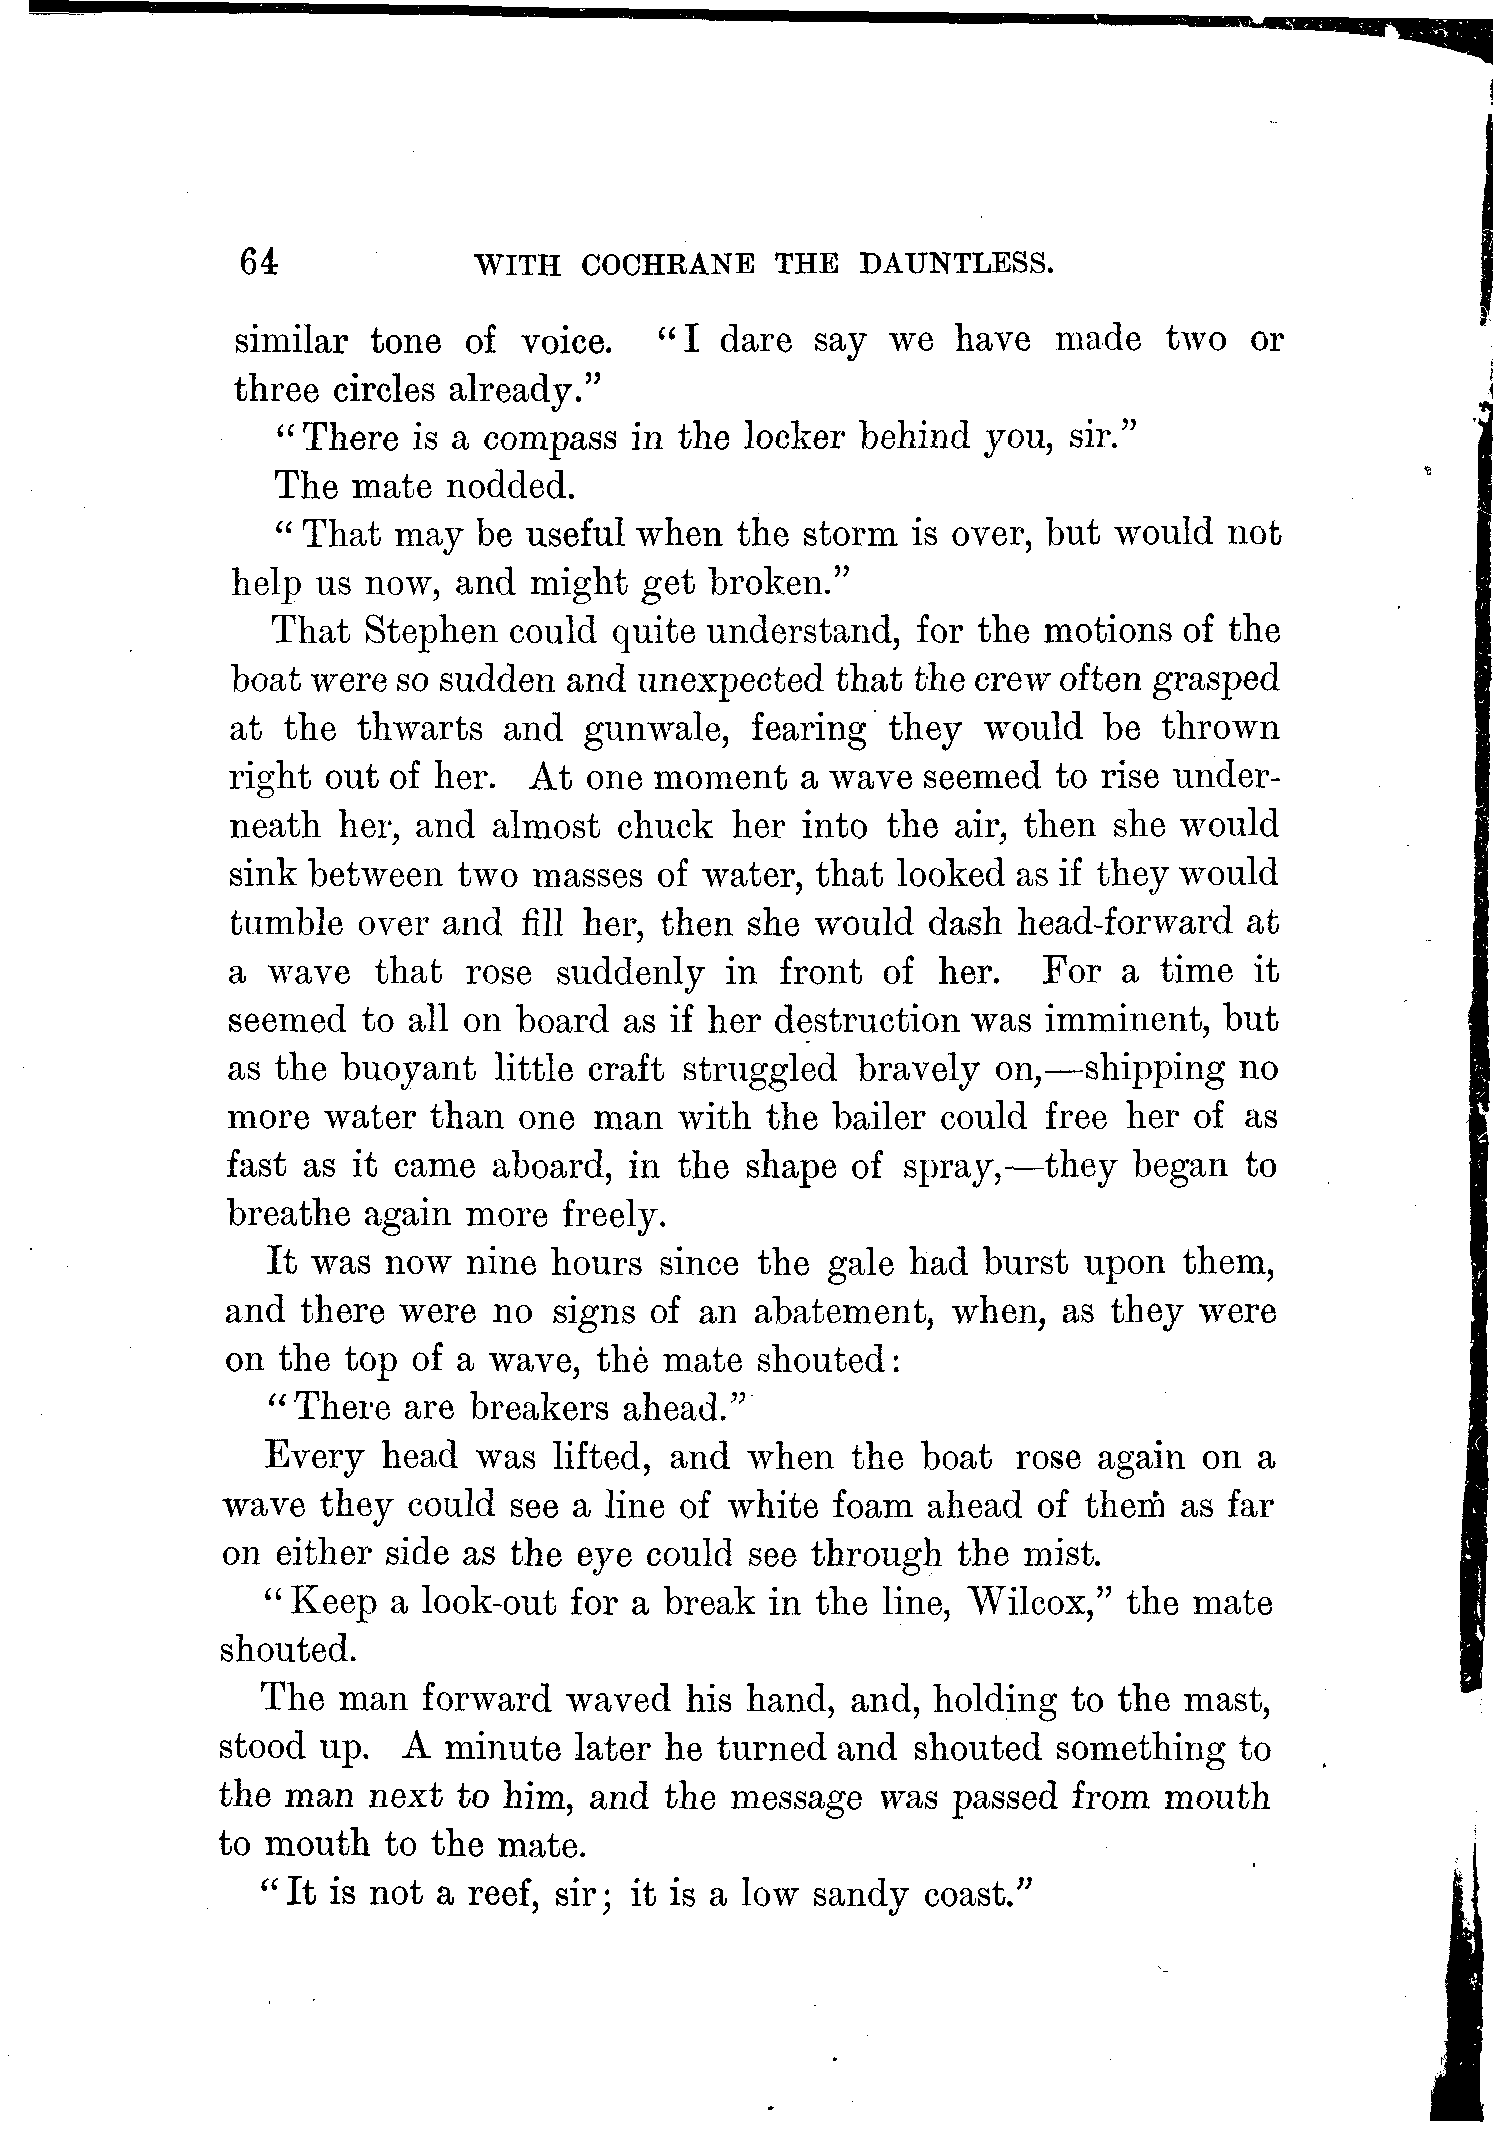 64 WITH COCHRANE THE DAUNTLESS.
similar tone of voice. "I dare say we have made two or
three circles already."
"There is a compass in the locker behind you, sir."
The mate nodded.
"That may be useful when the storm is over, but would not
help us now, and might get broken."
That Stephen could quite understand, for the motions of the
boat were so sudden and unexpected that the crew often grasped
at the thwarts and gunwale, fearing they would be thrown
right out of her. At one moment a wave seemed to rise under-
neath her, and almost chuck her into the air, then she would
sink between two masses of water, that looked as if they would
tumble over and fill her, then she would dash head-forward at
a wave that rose suddenly in front of her. For a time it
seemed to all on board as if her destruction was imminent, but
as the buoyant little craft struggled bravely on,—shipping no
more water than one man with the bailer could free her of as
fast as it came aboard, in the shape of spray,—they began to
breathe again more freely.
It was now nine hours since the gale had burst upon them,
and there were no signs of an abatement, when, as they were
on the top of a wave, the mate shouted:
"There are breakers ahead."
Every head was lifted, and when the boat rose again on a
wave they could see a line of white foam ahead of them as far
on either side as the eye could see through the mist.
"Keep a look-out for a break in the line, Wilcox," the mate
shouted.
The man forward waved his hand, and, holding to the mast,
stood up. A minute later he turned and shouted something to
the man next to him, and the message was passed from mouth
to mouth to the mate.
"It is not a reef, sir; it is a low sandy coast."